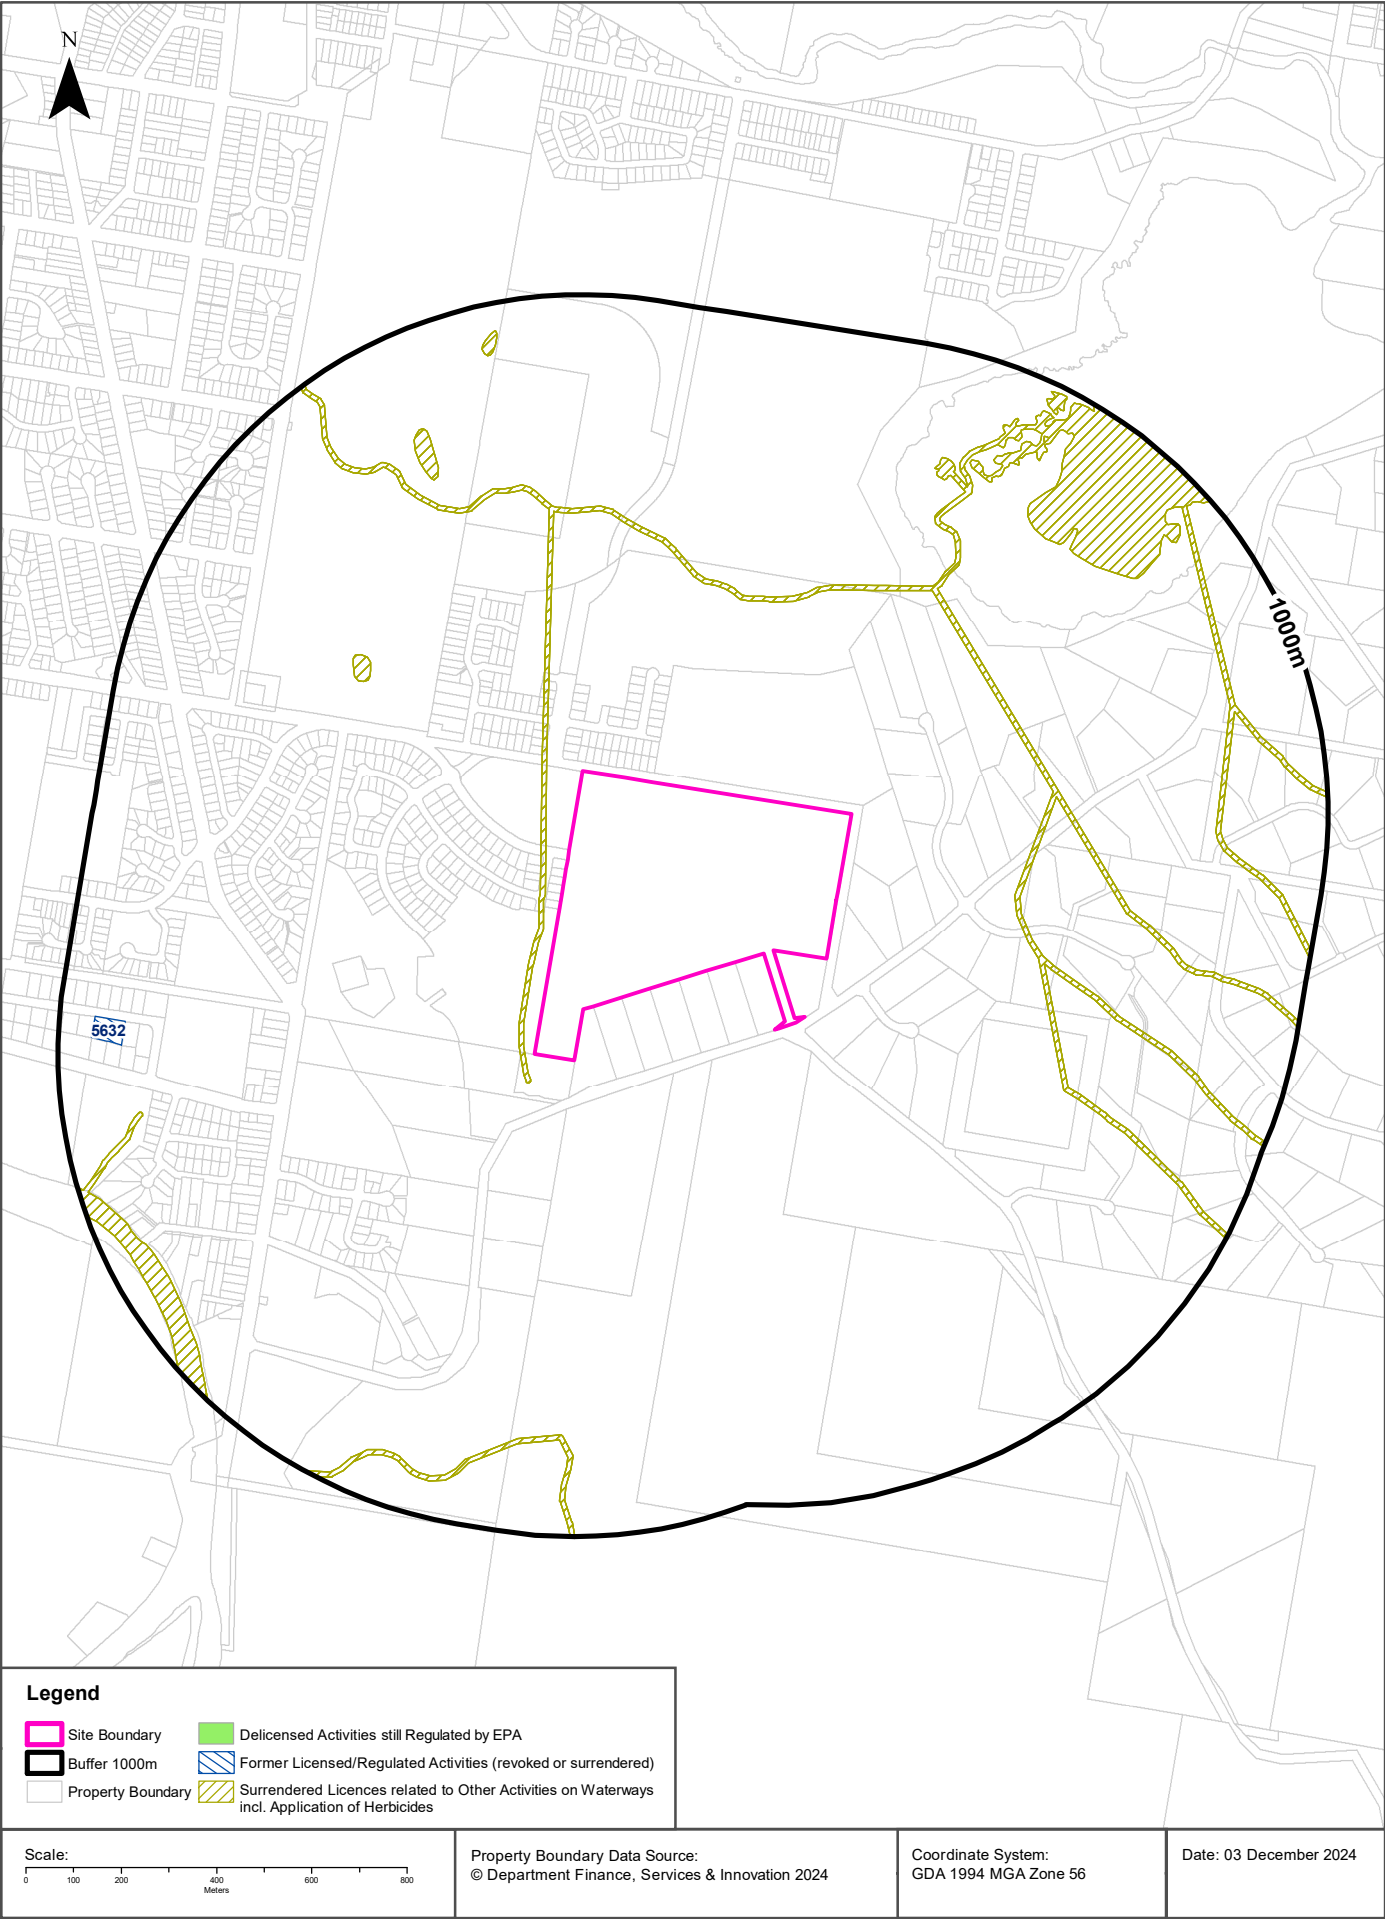 N
1000m
5632
Legend
Site Boundary
Buffer 1000m
Property Boundary
Delicensed Activities still Regulated by EPA
Former Licensed/Regulated Activities (revoked or surrendered)
Surrendered Licences related to Other Activities on Waterways
incl. Application of Herbicides
Scale:
0 100 200 400 600 800
Meters
Property Boundary Data Source:
© Department Finance, Services & Innovation 2024
Coordinate System:
GDA 1994 MGA Zone 56
Date: 03 December 2024